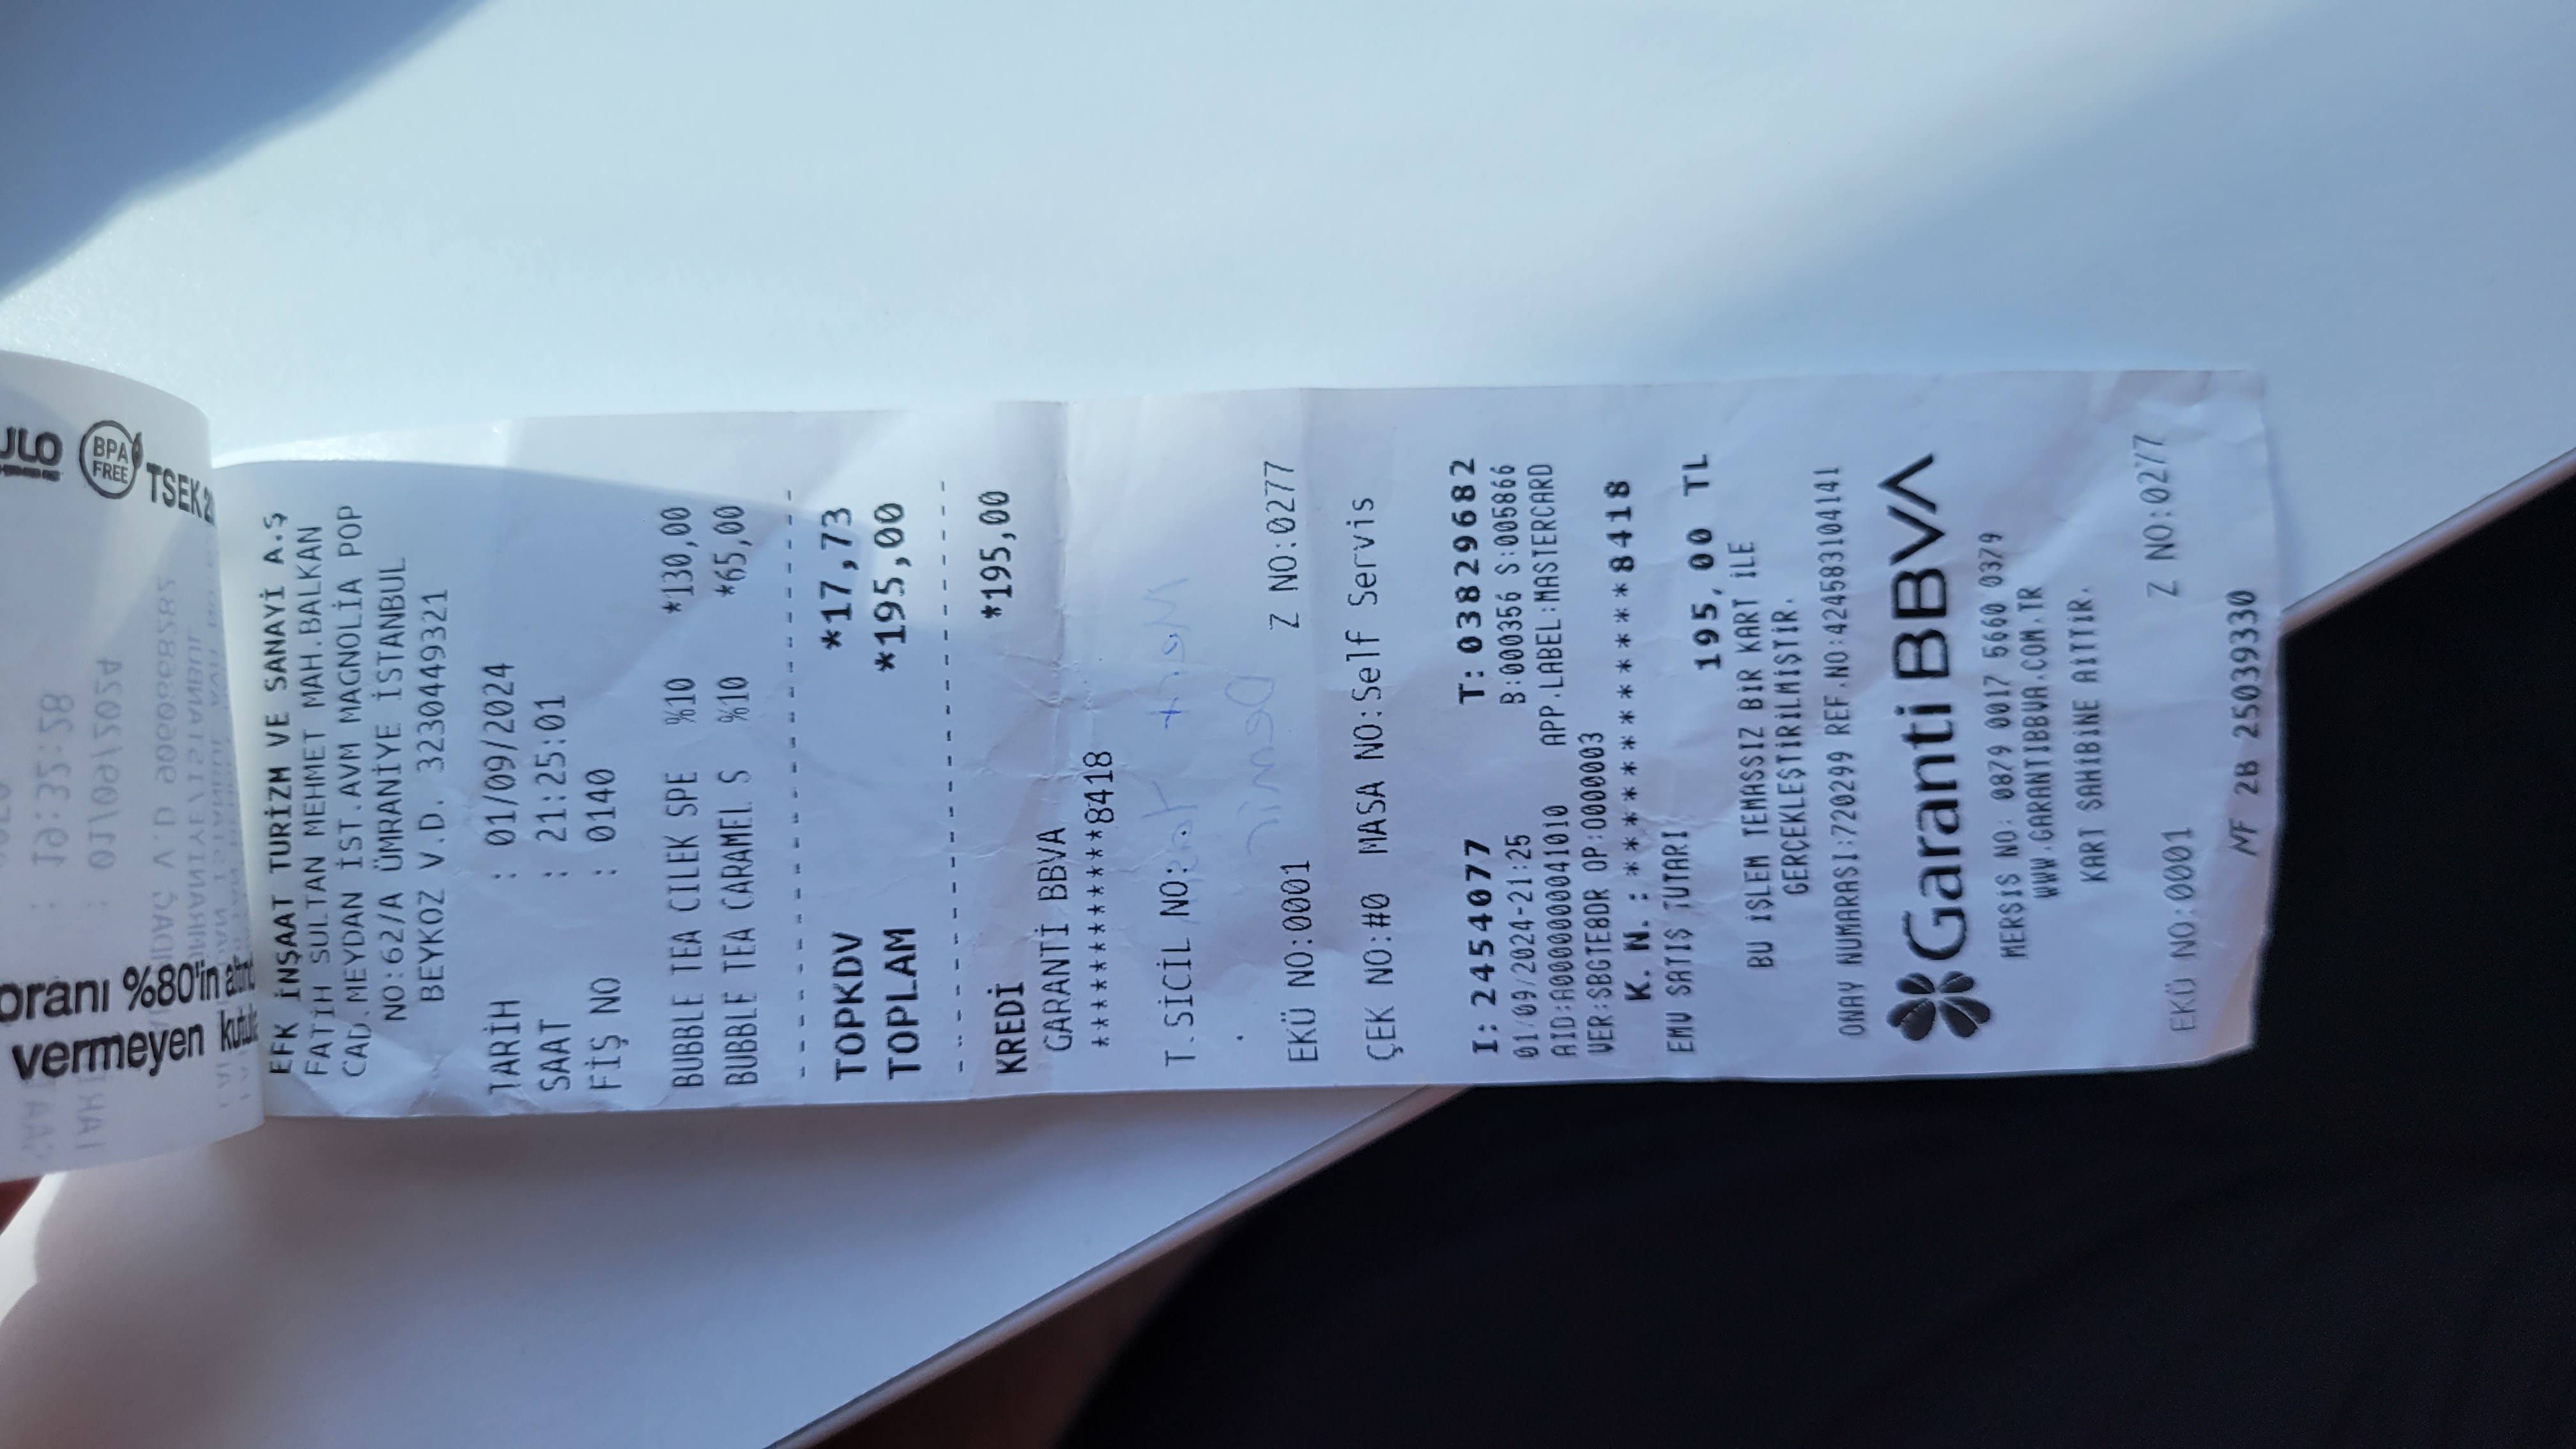 ULO
BPA FREE
TSEK
oranı %80'in altınd
vermeyen kutul
EFK İNŞAAT TURİZM VE SANAYİ A.Ş
FATİH SULTAN MEHMET MAH.BALKAN
CAD.MEYDAN İST.AVM MAGNOLİA POP
NO:62/A ÜMRANİYE İSTANBUL
BEYKOZ V.D. 3230449321
TARİH : 01/09/2024
SAAT : 21:25:01
FİŞ NO : 0140
BUBBLE TEA CILEK SPE %10 *130,00
BUBBLE TEA CARAMEL S %10 *65,00
TOPKDV *17,73
TOPLAM *195,00
KREDİ *195,00
GARANTİ BBVA
************8418
T.SİCİL NO:
EKÜ NO:0001 Z NO:0277
ÇEK NO:#0 MASA NO:Self Servis
I: 2454077 T: 03829682
01/09/2024-21:25 B:000356 S:005866
AID:A0000000041010 APP.LABEL:MASTERCARD
VER:SBGTE8DR OP:000003
K. N. : ************8418
EMV SATIŞ TUTARI 195,00 TL
BU İŞLEM TEMASSIZ BİR KART İLE
GERÇEKLEŞTİRİLMİŞTİR.
ONAY NUMARASI:720299 REF.NO:424583104141
Garanti BBVA
MERSIS NO: 0879 0017 5660 0379
WWW.GARANTIBBVA.COM.TR
KART SAHIBINE AITTIR.
EKÜ NO:0001 Z NO:0277
NF 2B 25039330